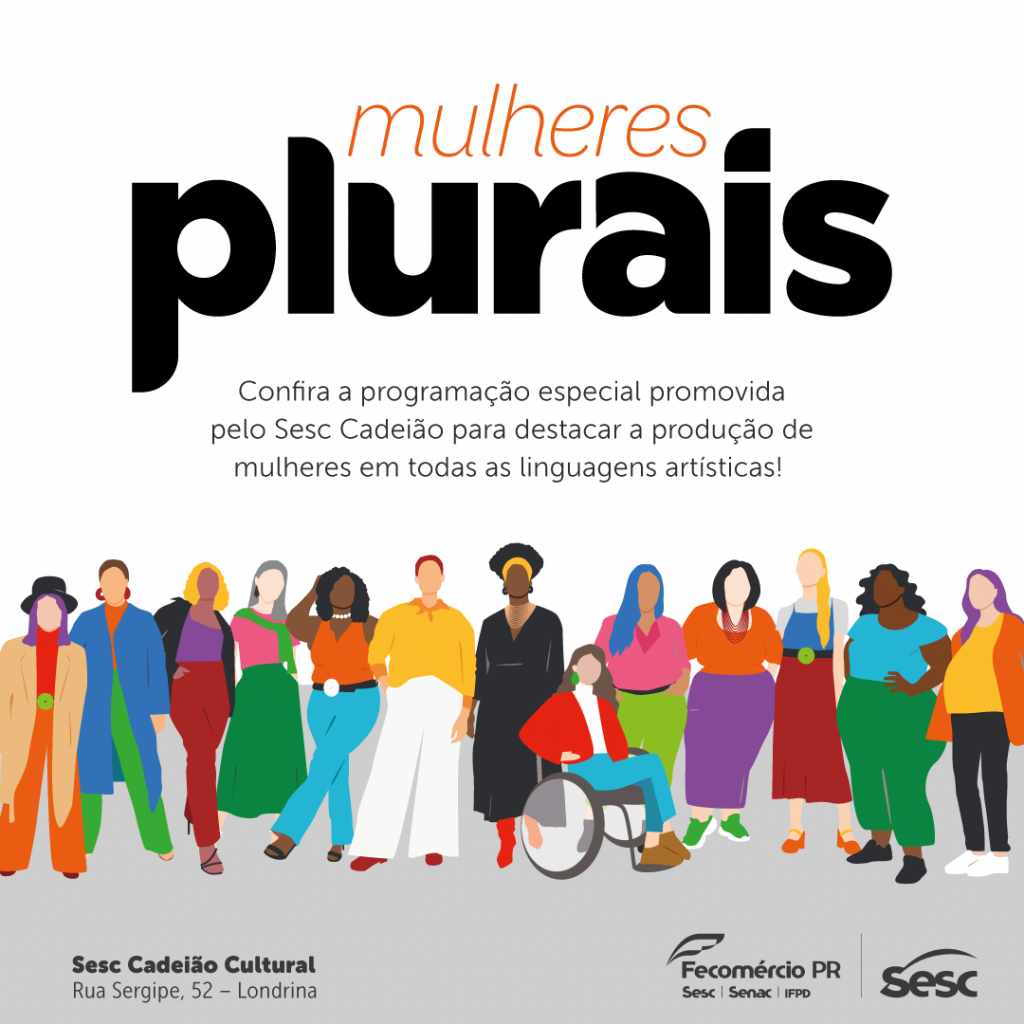 mulheres
plurais
Confira a programação especial promovida
pelo Sesc Cadeião para destacar a produção de
mulheres em todas as linguagens artísticas!
Sesc Cadeião Cultural
Rua Sergipe, 52 – Londrina
Fecomércio PR
Sesc | Senac | IFPD
Sesc